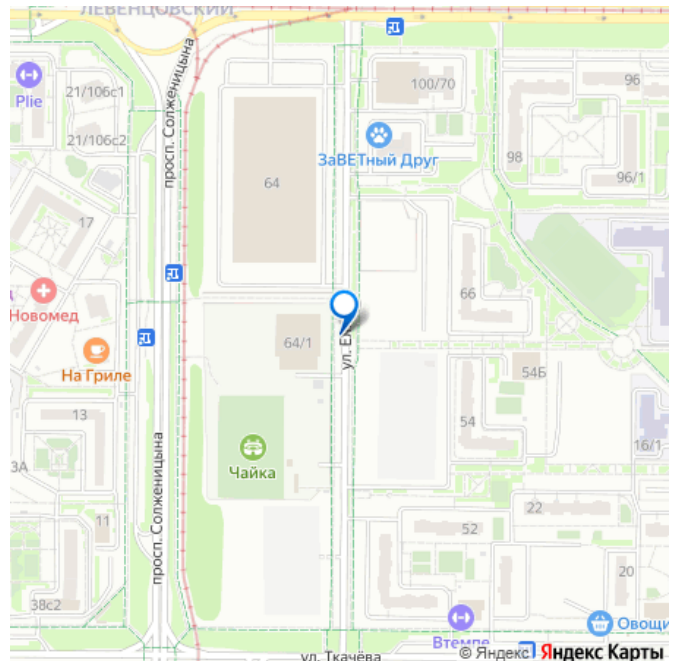 ЛЕВЕНЦОВСКИЙ
100/70
96
Plie
21/106с1
просп. Солженицына
21/106с2
ЗаВЕТный Друг
98
96/1
64
17
66
Новомед
64/1
ул. Е
На Гриле
54Б
13
54
16/1
Чайка
3А
просп. Солженицына
22
11
52
20
38с2
Втемпе
Овощи
ул. Ткачёва
© Яндекс
Яндекс Карты